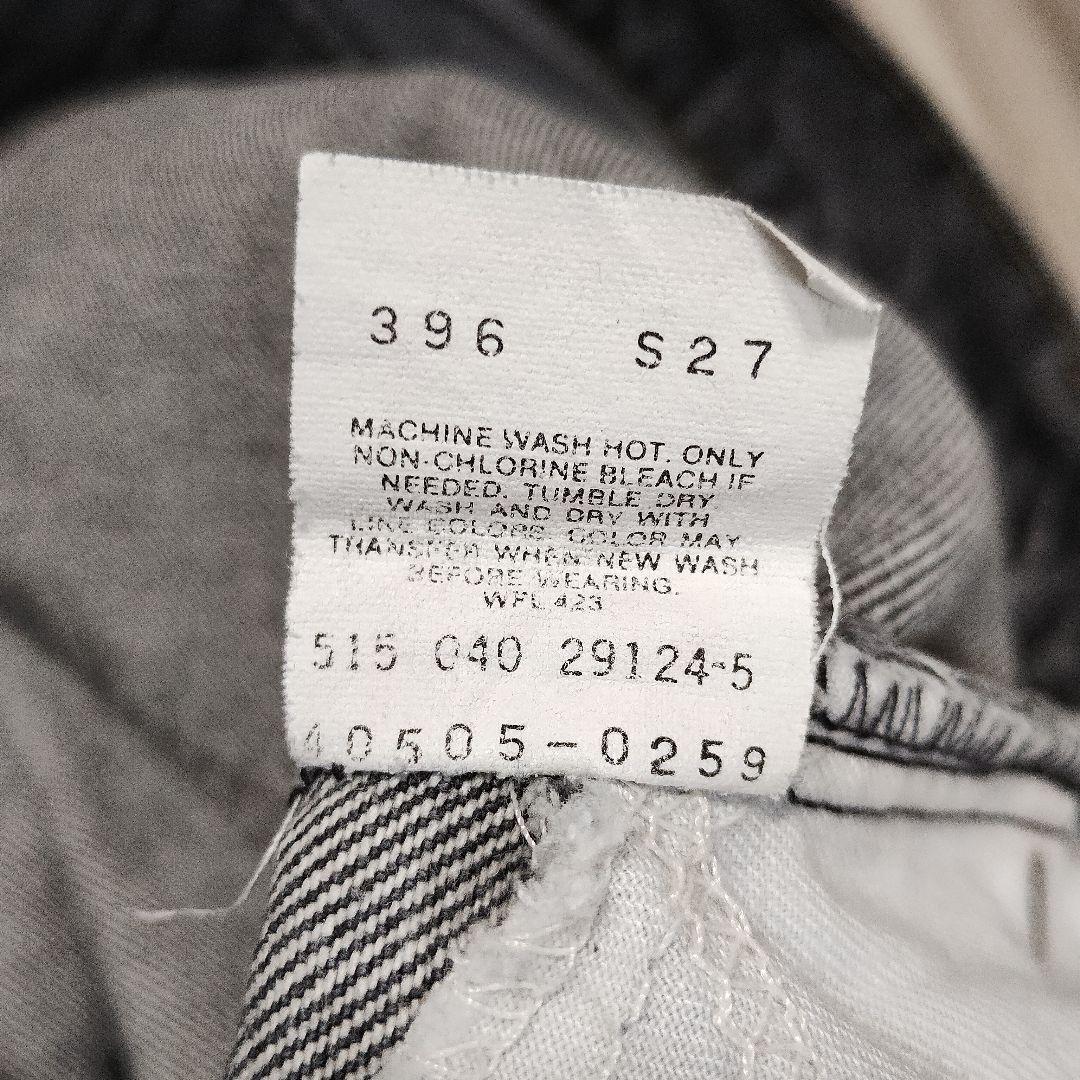 396 S27
MACHINE WASH HOT. ONLY
NON-CHLORINE BLEACH IF
NEEDED. TUMBLE DRY.
WASH AND DRY WITH
LIKE COLORS. COLOR MAY
TRANSFER WHEN NEW WASH
BEFORE WEARING.
WPL 423
515 040 29124-5
40505-0259